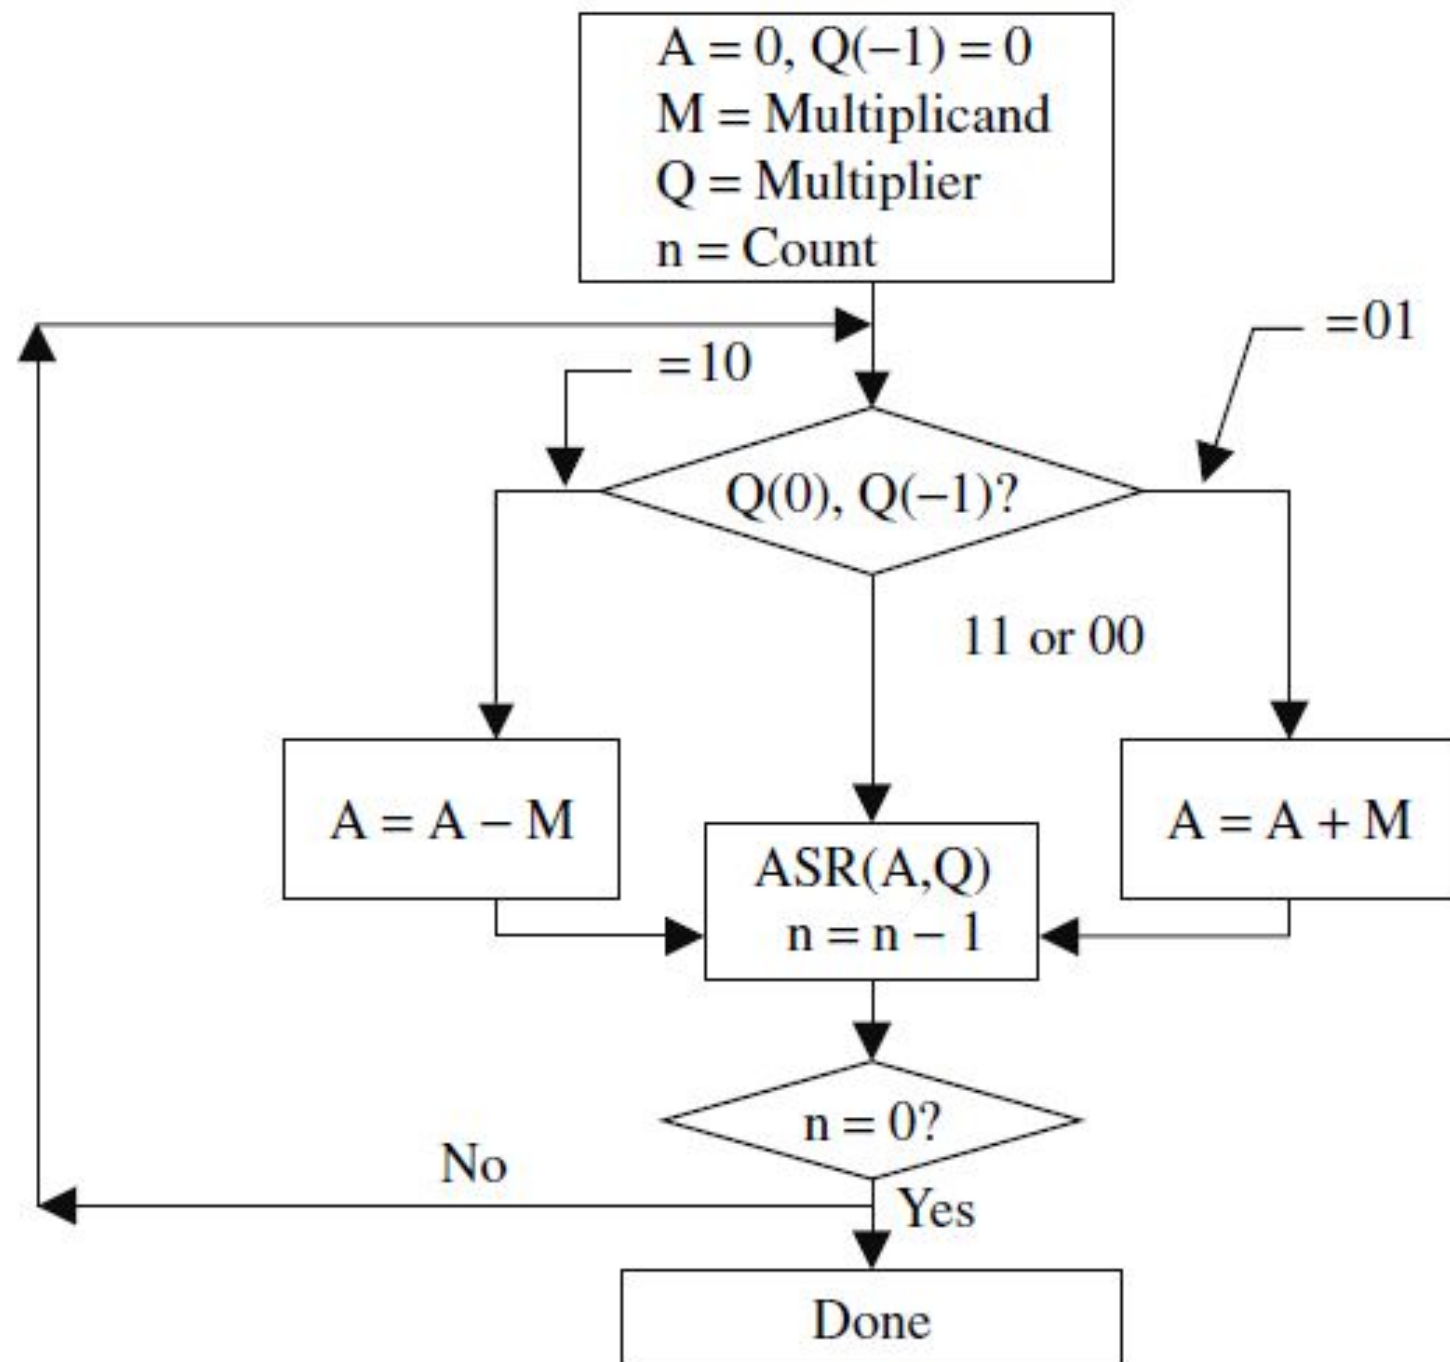 A = 0, Q(−1) = 0
M = Multiplicand
Q = Multiplier
n = Count
=01
=10
Q(0), Q(−1)?
11 or 00
A = A − M
ASR(A,Q)
n = n − 1
A = A + M
n = 0?
No
Yes
Done